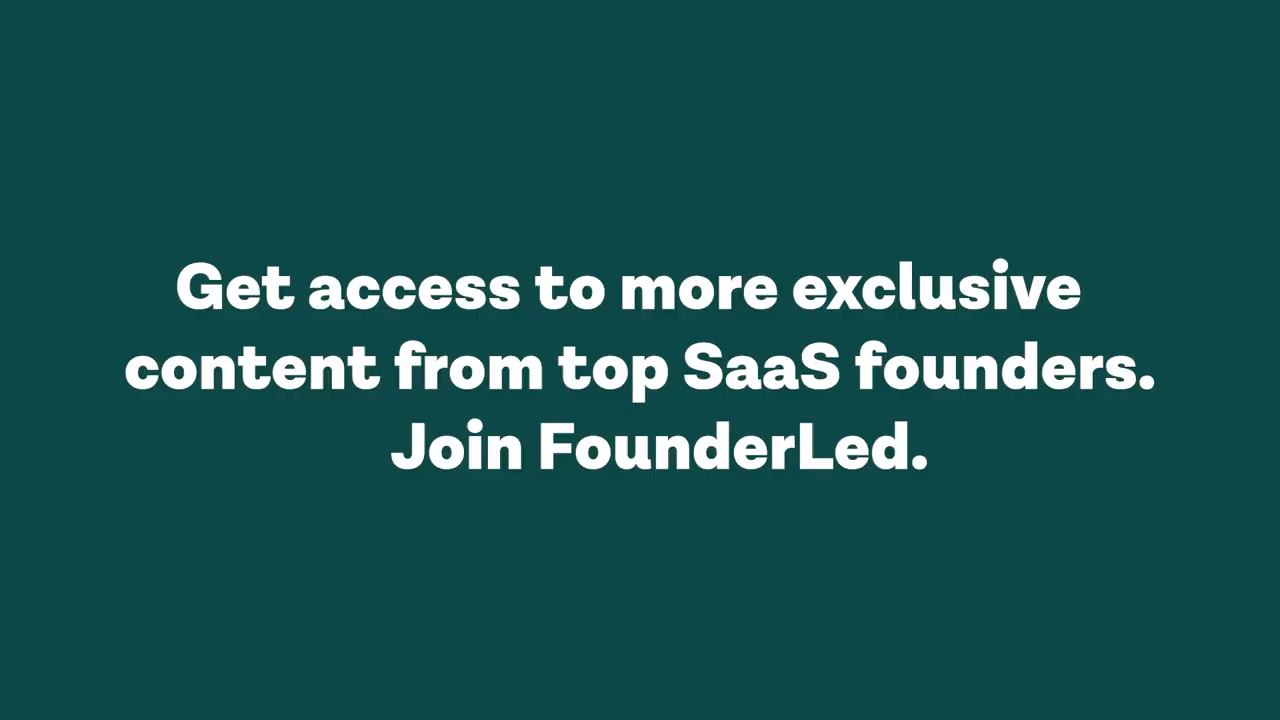 Get access to more exclusive
content from top SaaS founders.
Join FounderLed.